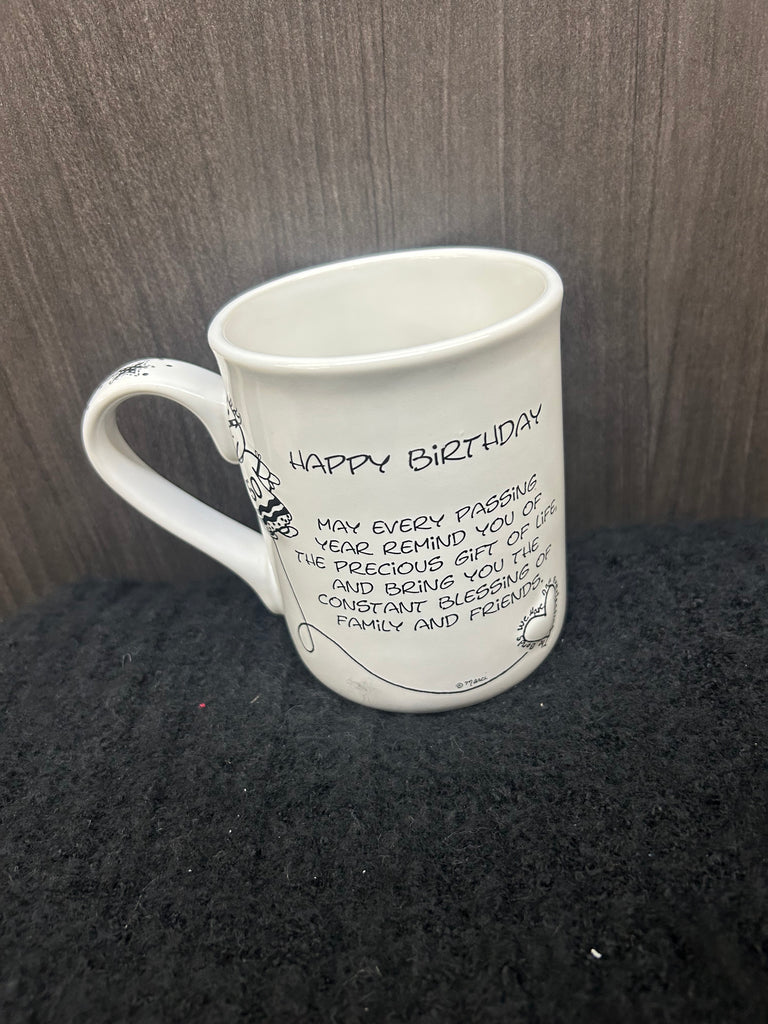 HAPPY BiRTHDAY
MAY EVERY PASSiNG
YEAR REMiND YOU OF
THE PRECiOUS GiFT OF LiFE,
AND BRiNG YOU THE
CONSTANT BLESSiNG OF
FAMiLY AND FRiENDS.
© Marci